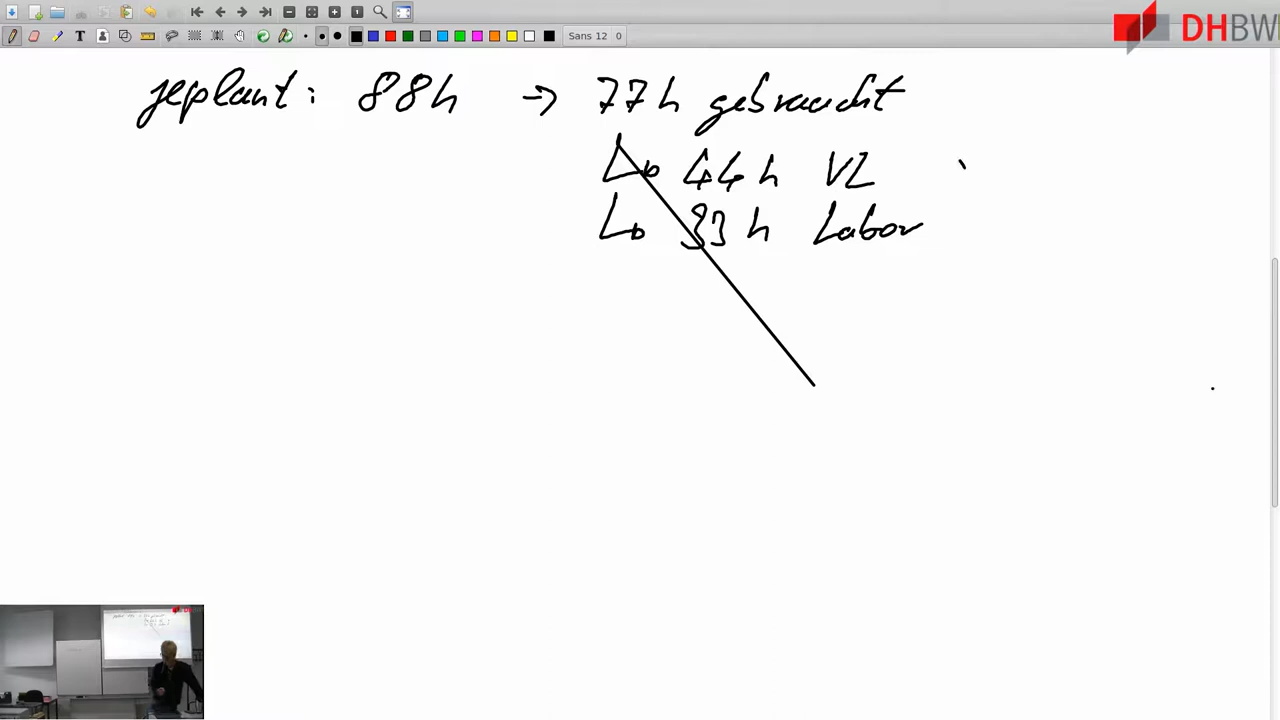 DHBW
Sans 12 0
geplant: 88h → 77h gebraucht
↳ 44h VL
↳ 33h Labor